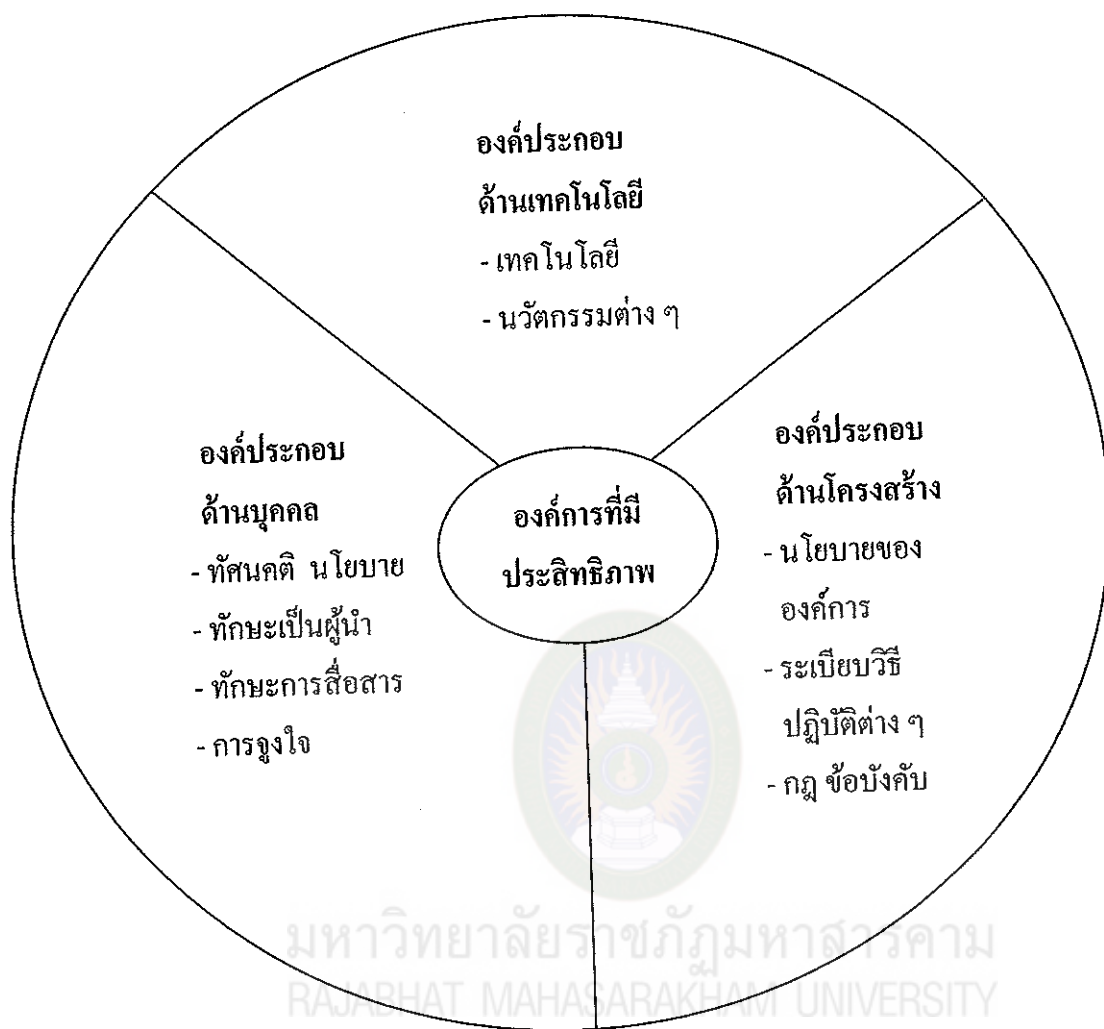 องค์ประกอบ
ด้านเทคโนโลยี
- เทคโนโลยี
- นวัตกรรมต่าง ๆ
องค์ประกอบ
ด้านบุคคล
- ทัศนคติ นโยบาย
- ทักษะเป็นผู้นำ
- ทักษะการสื่อสาร
- การจูงใจ
องค์การที่มี
ประสิทธิภาพ
องค์ประกอบ
ด้านโครงสร้าง
- นโยบายของ
องค์การ
- ระเบียบวิธี
ปฏิบัติต่าง ๆ
- กฎ ข้อบังคับ
มหาวิทยาลัยราชภัฏมหาสารคาม
RAJABHAT MAHASARAKHAM UNIVERSITY